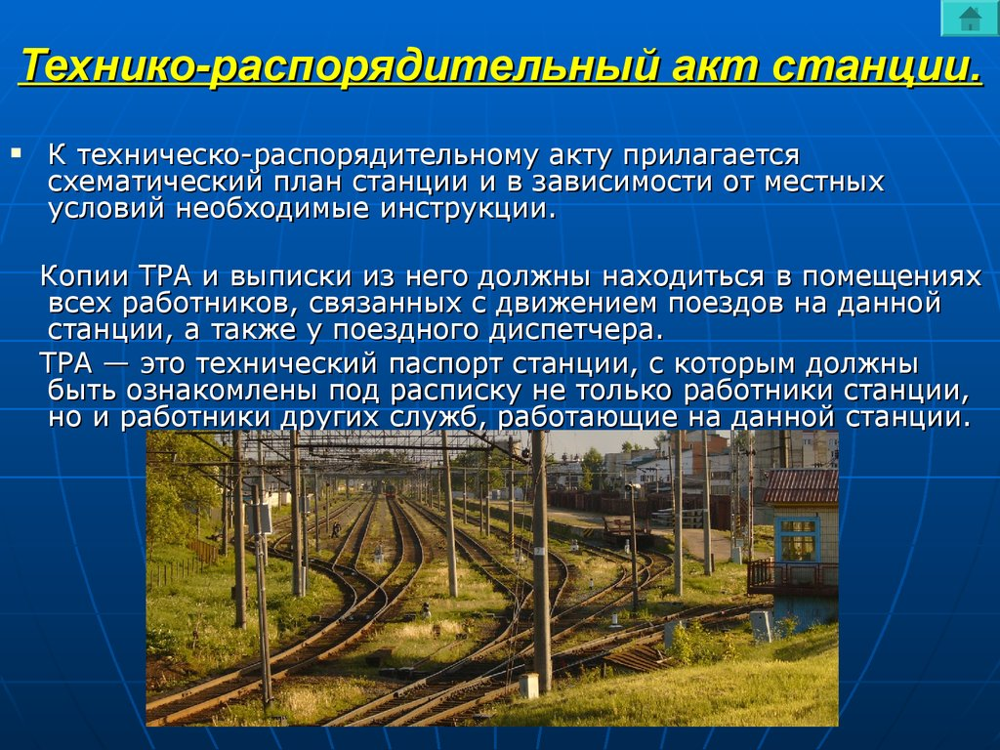 Технико-распорядительный акт станции.
К техническо-распорядительному акту прилагается
схематический план станции и в зависимости от местных
условий необходимые инструкции.
Копии ТРА и выписки из него должны находиться в помещениях
всех работников, связанных с движением поездов на данной
станции, а также у поездного диспетчера.
ТРА — это технический паспорт станции, с которым должны
быть ознакомлены под расписку не только работники станции,
но и работники других служб, работающие на данной станции.